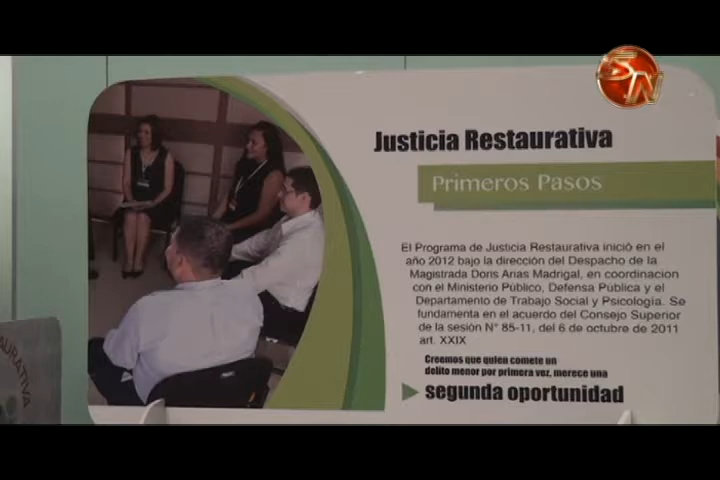 SN
Justicia Restaurativa
Primeros Pasos
El Programa de Justicia Restaurativa inició en el
año 2012 bajo la dirección del Despacho de la
Magistrada Doris Arias Madrigal, en coordinacion
con el Ministerio Público, Defensa Pública y el
Departamento de Trabajo Social y Psicología. Se
fundamenta en el acuerdo del Consejo Superior
de la sesión N° 85-11, del 6 de octubre de 2011
art. XXIX
Creemos que quien comete un
delito menor por primera vez, merece una
segunda oportunidad
AURATIVA